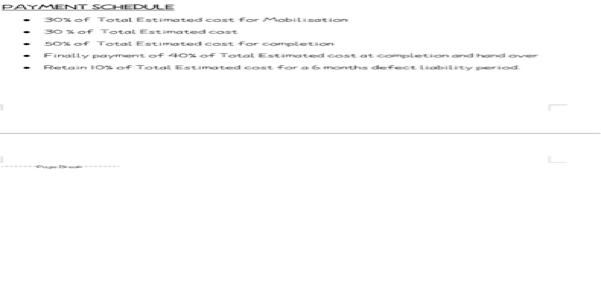 PAYMENT SCHEDULE
• 30% of Total Estimated cost for Mobilisation
• 30 % of Total Estimated cost
• 50% of Total Estimated cost for completion
• Finally payment of 40% of Total Estimated cost at completion and hand over
• Retain 10% of Total Estimated cost for a 6 months defect liability period.
Page Break